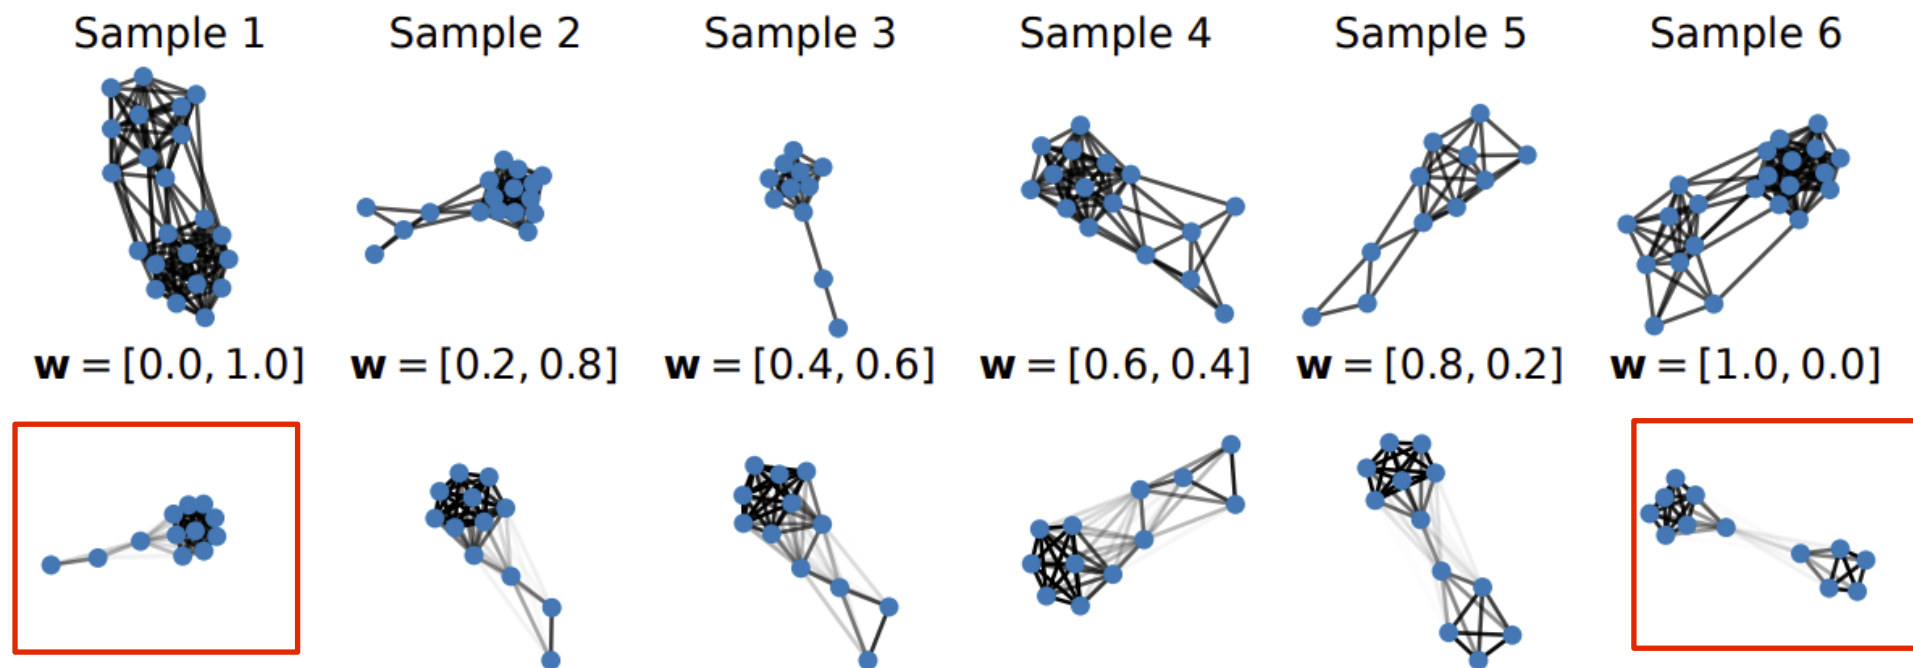 Sample 1 Sample 2 Sample 3 Sample 4 Sample 5 Sample 6
w = [0.0, 1.0] w = [0.2, 0.8] w = [0.4, 0.6] w = [0.6, 0.4] w = [0.8, 0.2] w = [1.0, 0.0]